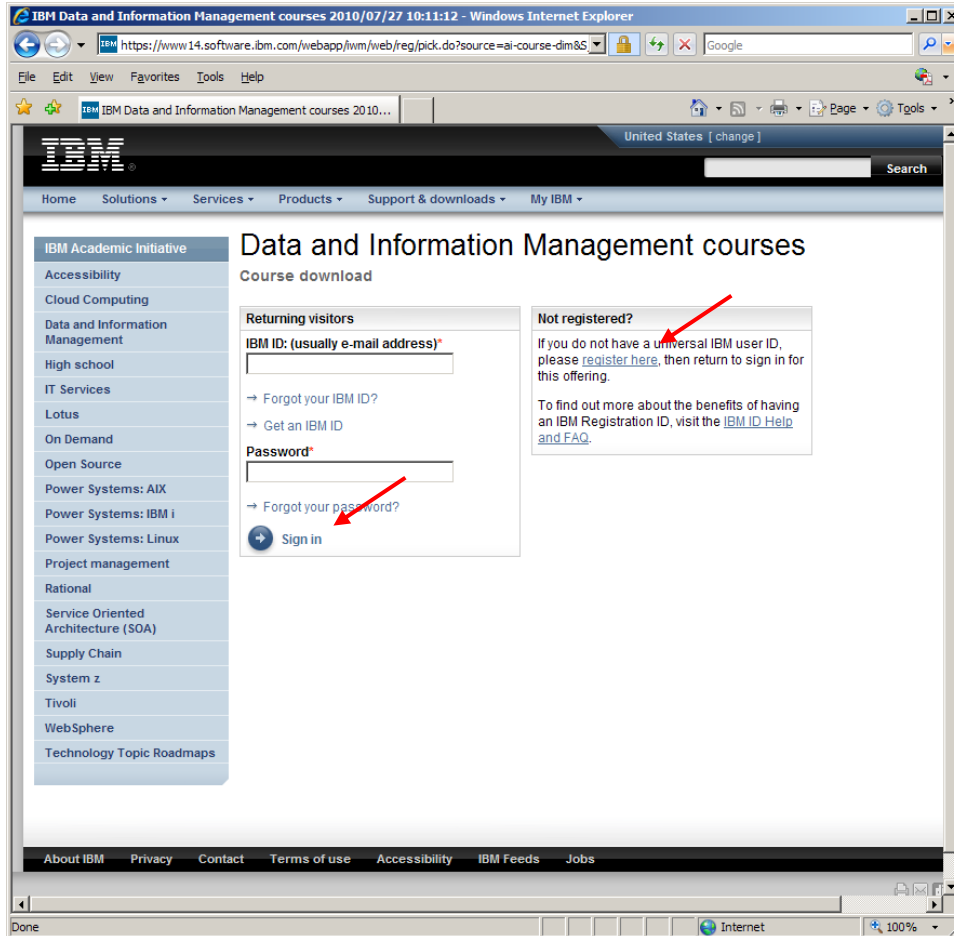 IBM Data and Information Management courses 2010/07/27 10:11:12 - Windows Internet Explorer
IBM https://www14.software.ibm.com/webapp/iwm/web/reg/pick.do?source=ai-course-dim&S
Google
File Edit View Favorites Tools Help
IBM IBM Data and Information Management courses 2010...
Page Tools
United States [ change ]
IBM ®
Search
Home Solutions Services Products Support & downloads My IBM
IBM Academic Initiative
Accessibility
Cloud Computing
Data and Information
Management
High school
IT Services
Lotus
On Demand
Open Source
Power Systems: AIX
Power Systems: IBM i
Power Systems: Linux
Project management
Rational
Service Oriented
Architecture (SOA)
Supply Chain
System z
Tivoli
WebSphere
Technology Topic Roadmaps
Data and Information Management courses
Course download
Returning visitors
IBM ID: (usually e-mail address)*
→ Forgot your IBM ID?
→ Get an IBM ID
Password*
→ Forgot your password?
Sign in
Not registered?
If you do not have a universal IBM user ID,
please register here, then return to sign in for
this offering.
To find out more about the benefits of having
an IBM Registration ID, visit the IBM ID Help
and FAQ.
About IBM Privacy Contact Terms of use Accessibility IBM Feeds Jobs
Done
Internet
100%